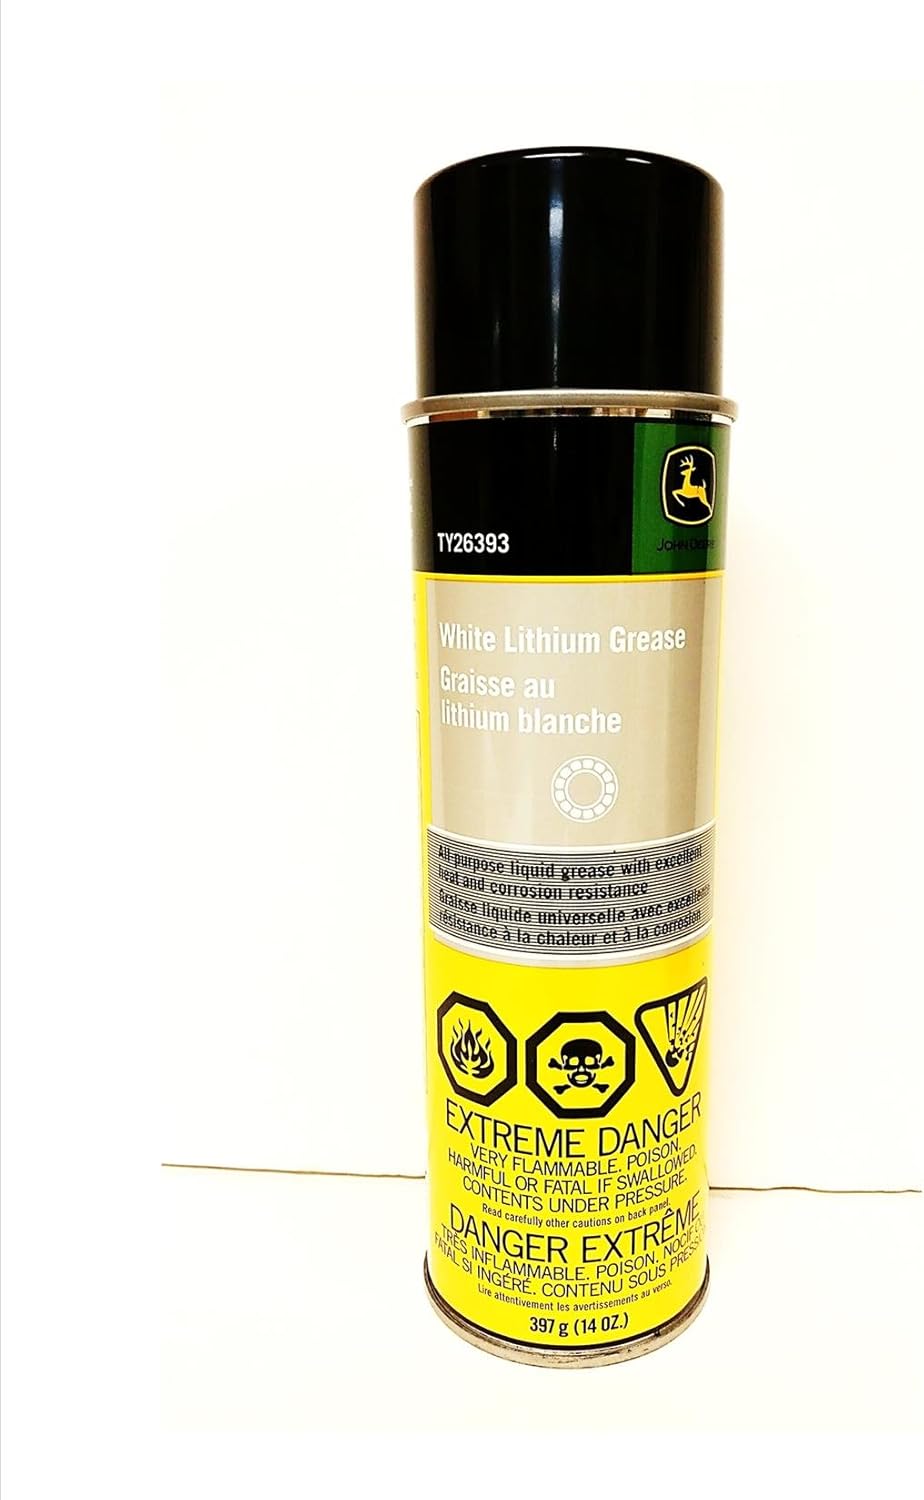 TY26393
JOHN DEERE
White Lithium Grease
Graisse au
lithium blanche
All-purpose liquid grease with excellent
heat and corrosion resistance
Graisse liquide universelle avec excellente
résistance à la chaleur et à la corrosion
EXTREME DANGER
VERY FLAMMABLE. POISON.
HARMFUL OR FATAL IF SWALLOWED.
CONTENTS UNDER PRESSURE.
Read carefully other cautions on back panel.
DANGER EXTRÊME
TRÈS INFLAMMABLE. POISON. NOCIF
FATAL SI INGÉRÉ. CONTENU SOUS
Lire attentivement les avertissements au verso.
397 g (14 OZ.)